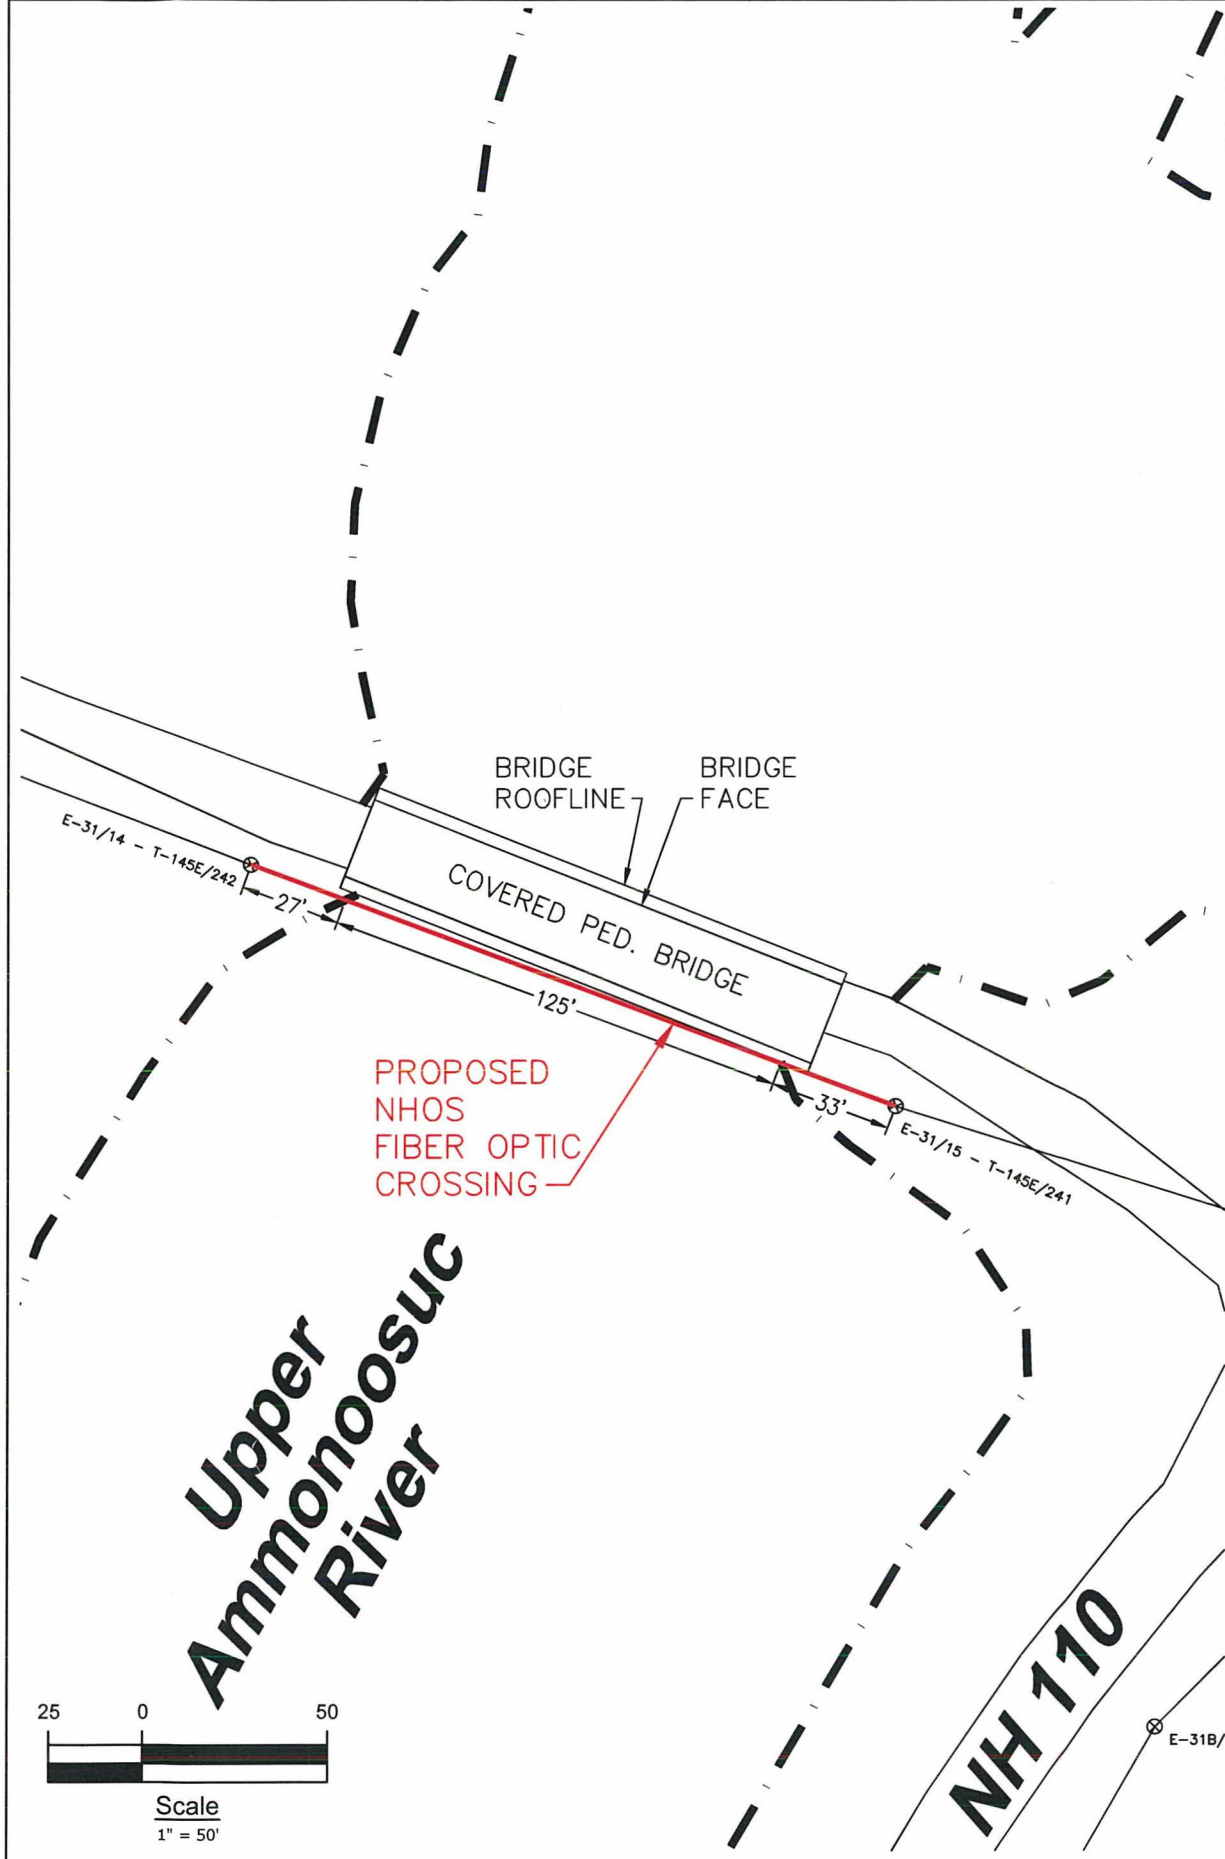 BRIDGE
ROOFLINE
BRIDGE
FACE
E-31/14 - T-145E/242
COVERED PED. BRIDGE
27'
125'
33'
E-31/15 - T-145E/241
PROPOSED
NHOS
FIBER OPTIC
CROSSING
Upper
Ammonoosuc
River
NH 110
E-31B/
25 0 50
Scale
1" = 50'